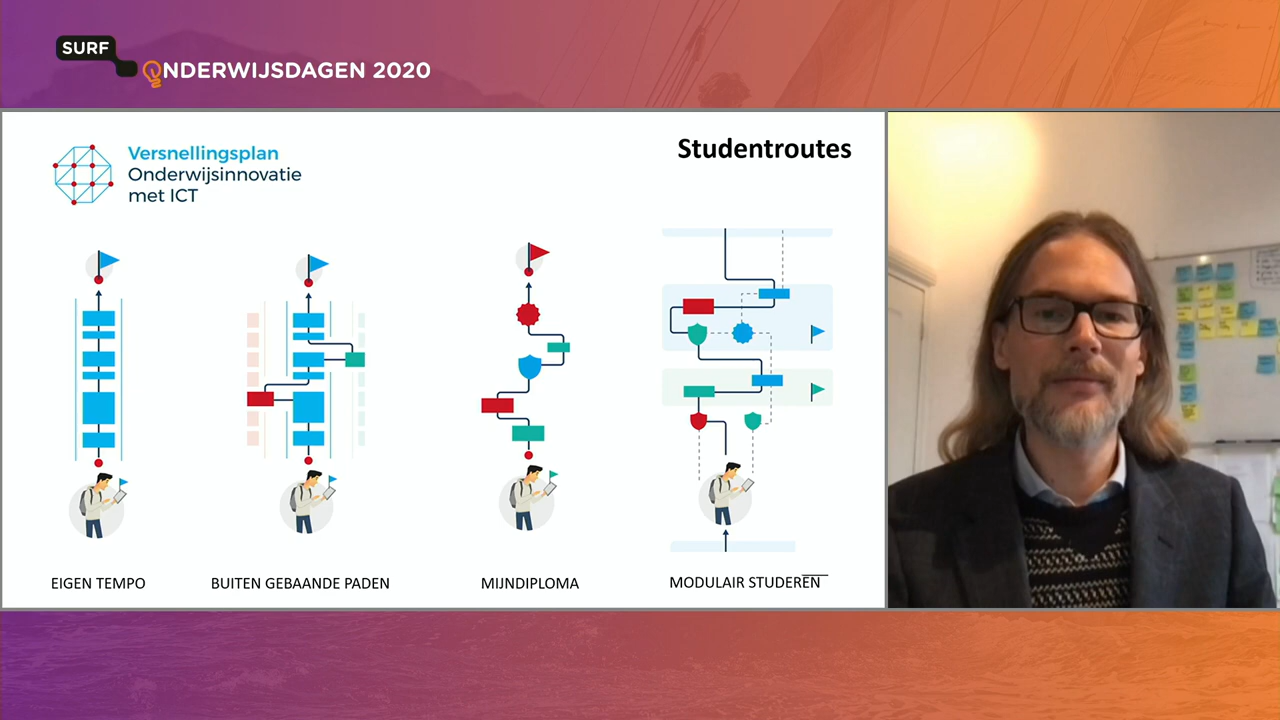 SURF
ONDERWIJSDAGEN 2020
Versnellingsplan
Onderwijsinnovatie
met ICT
Studentroutes
EIGEN TEMPO
BUITEN GEBAANDE PADEN
MIJNDIPLOMA
MODULAIR STUDEREN